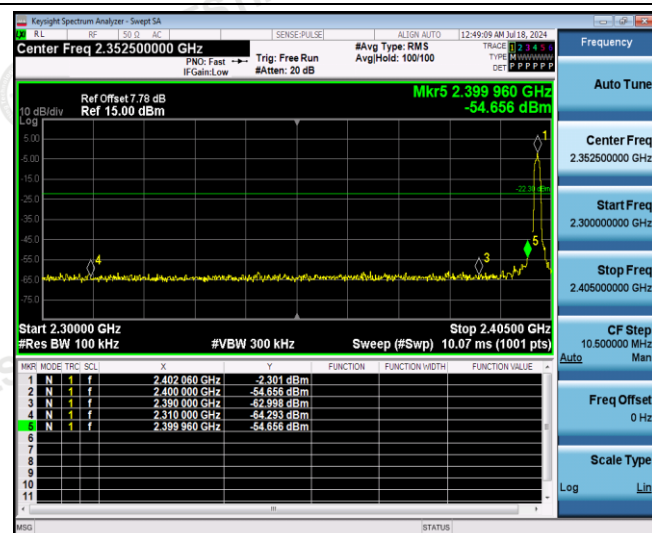 Keysight Spectrum Analyzer - Swept SA
RL RF 50 Ω AC SENSE:PULSE ALIGN AUTO 12:49:09 AM Jul 18, 2024
Center Freq 2.352500000 GHz #Avg Type: RMS TRACE 1 2 3 4 5 6
PNO: Fast Trig: Free Run Avg|Hold: 100/100 TYPE MWWWWW
IFGain:Low #Atten: 20 dB DET P P P P P P
Mkr5 2.399 960 GHz
Ref Offset 7.78 dB
10 dB/div Ref 15.00 dBm -54.656 dBm
Log
5.00
1
-5.00
-15.0
-22.30 dBm
-25.0
-35.0
-45.0
5
-55.0
4 3
-65.0
-75.0
Start 2.30000 GHz Stop 2.40500 GHz
#Res BW 100 kHz #VBW 300 kHz Sweep (#Swp) 10.07 ms (1001 pts)
MKR MODE TRC SCL X Y FUNCTION FUNCTION WIDTH FUNCTION VALUE
1 N 1 f 2.402 060 GHz -2.301 dBm
2 N 1 f 2.400 000 GHz -54.656 dBm
3 N 1 f 2.390 000 GHz -62.998 dBm
4 N 1 f 2.310 000 GHz -64.293 dBm
5 N 1 f 2.399 960 GHz -54.656 dBm
6
7
8
9
10
11
MSG STATUS
Frequency
Auto Tune
Center Freq
2.352500000 GHz
Start Freq
2.300000000 GHz
Stop Freq
2.405000000 GHz
CF Step
10.500000 MHz
Auto Man
Freq Offset
0 Hz
Scale Type
Log Lin